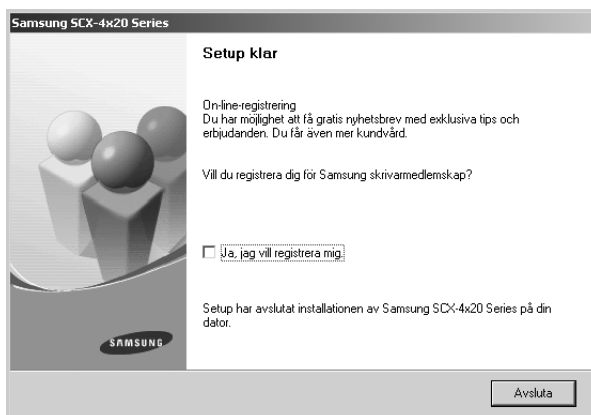 Samsung SCX-4x20 Series
Setup klar
On-line-registrering
Du har möjlighet att få gratis nyhetsbrev med exklusiva tips och
erbjudanden. Du får även mer kundvård.
Vill du registrera dig för Samsung skrivarmedlemskap?
Ja, jag vill registrera mig.
Setup har avslutat installationen av Samsung SCX-4x20 Series på din
dator.
SAMSUNG
Avsluta